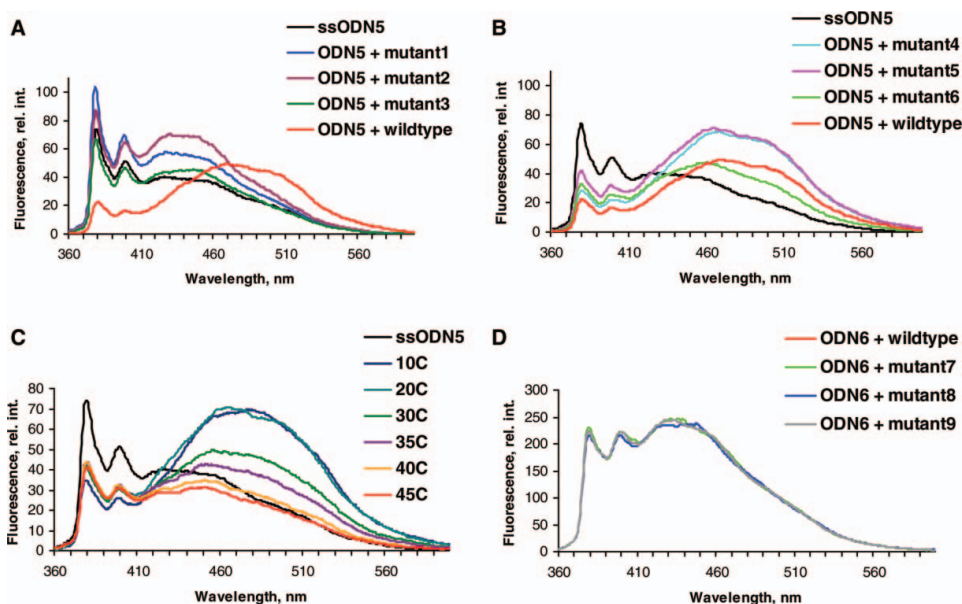 A
ssODN5
ODN5 + mutant1
ODN5 + mutant2
ODN5 + mutant3
ODN5 + wildtype
Fluorescence, rel. int.
100
80
60
40
20
0
360 410 460 510 560
Wavelength, nm
B
ssODN5
ODN5 + mutant4
ODN5 + mutant5
ODN5 + mutant6
ODN5 + wildtype
Fluorescence, rel. int.
100
80
60
40
20
0
360 410 460 510 560
Wavelength, nm
C
ssODN5
10C
20C
30C
35C
40C
45C
Fluorescence, rel. int.
80
70
60
50
40
30
20
10
0
360 410 460 510 560
Wavelength, nm
D
ODN6 + wildtype
ODN6 + mutant7
ODN6 + mutant8
ODN6 + mutant9
Fluorescence, rel. int.
300
250
200
150
100
50
0
360 410 460 510 560
Wavelength, nm